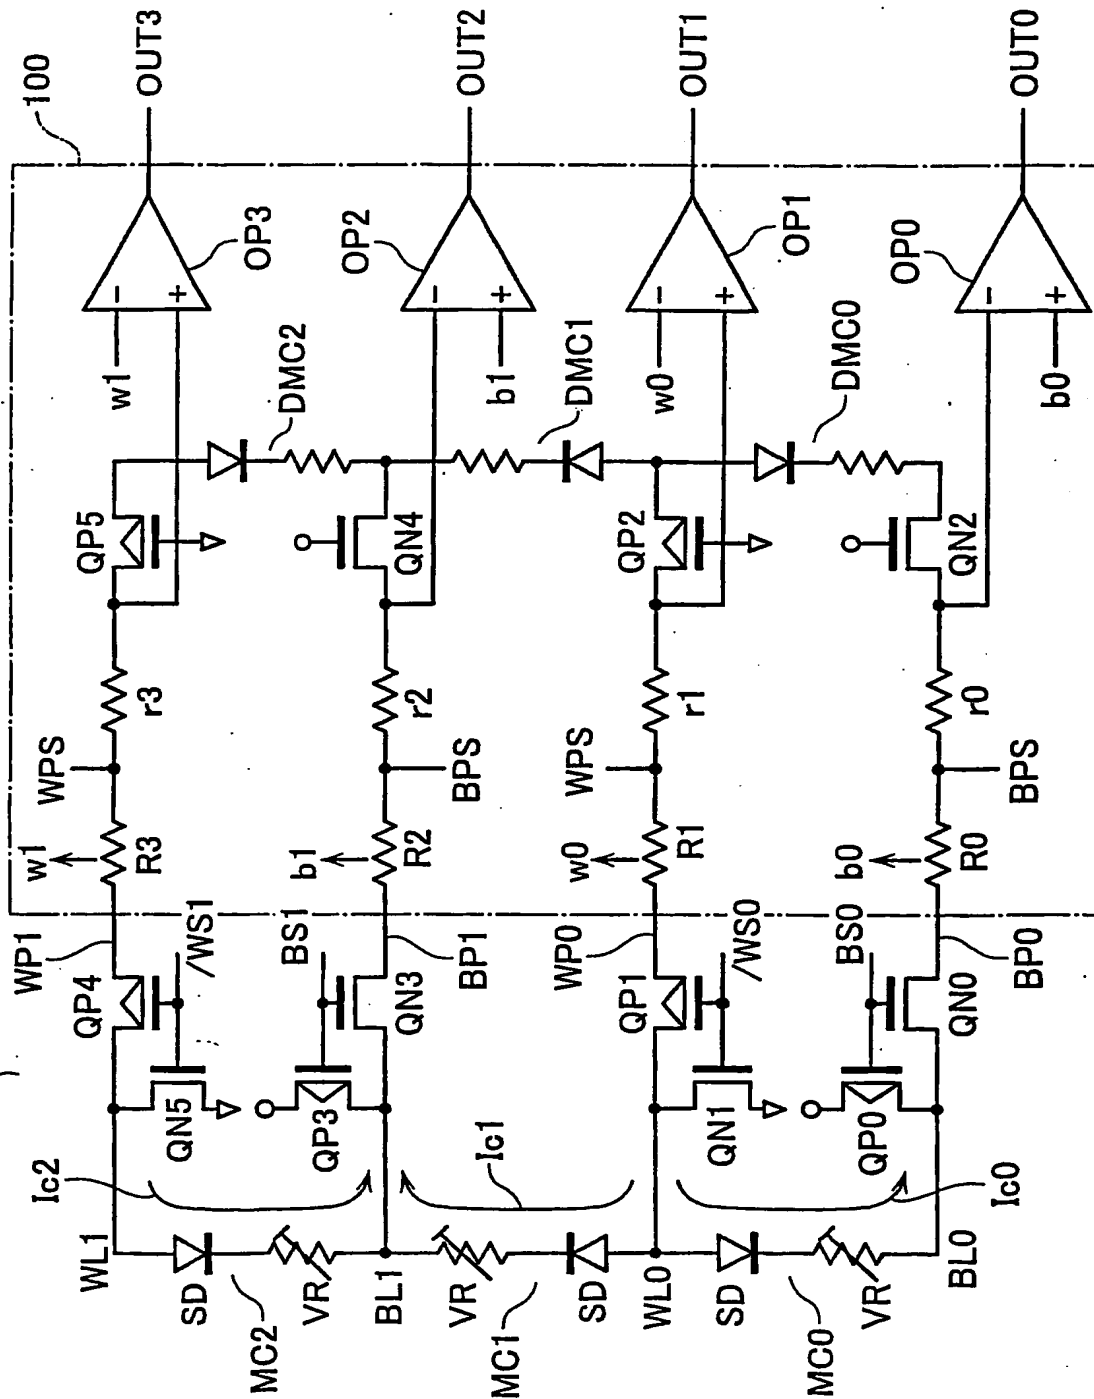 100
OUT3
OUT2
OUT1
OUT0
OP3
OP2
OP1
OP0
-
+
-
+
-
+
-
+
w1
b1
w0
b0
DMC2
DMC1
DMC0
QP5
QN4
QP2
QN2
r3
r2
r1
r0
WPS
BPS
WPS
BPS
w1
R3
b1
R2
w0
R1
b0
R0
WP1
/WS1
BS1
BP1
WP0
/WS0
BS0
BP0
QP4
QN3
QP1
QN0
QN5
QP3
QN1
QP0
Ic2
Ic1
Ic0
WL1
BL1
WL0
BL0
SD
VR
VR
SD
SD
VR
MC2
MC1
MC0